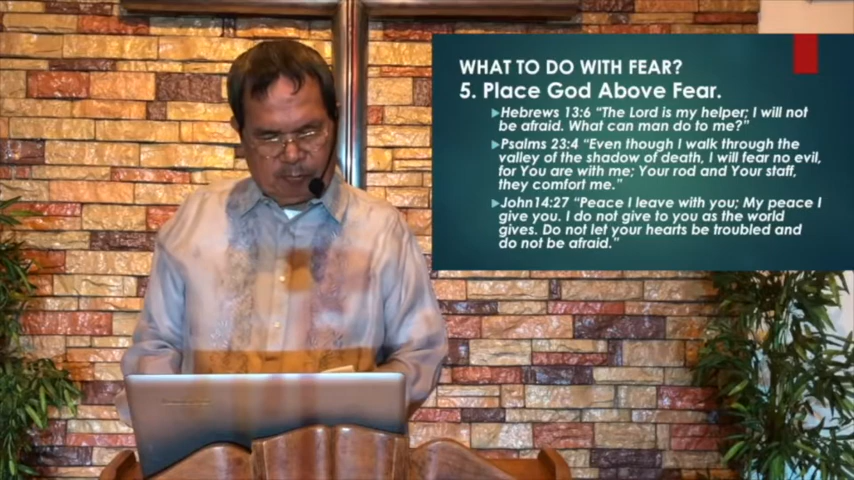 WHAT TO DO WITH FEAR?
5. Place God Above Fear.
Hebrews 13:6 "The Lord is my helper; I will not
be afraid. What can man do to me?"
Psalms 23:4 "Even though I walk through the
valley of the shadow of death, I will fear no evil,
for You are with me; Your rod and Your staff,
they comfort me."
John14:27 "Peace I leave with you; My peace I
give you. I do not give to you as the world
gives. Do not let your hearts be troubled and
do not be afraid."